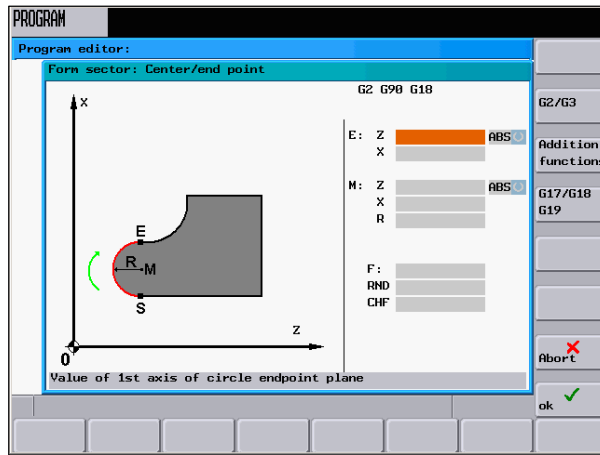 PROGRAM
Program editor:
Form sector: Center/end point
G2 G90 G18
X
E: Z ABS
X
M: Z ABS
X
R
F:
RND
CHF
E
R M
S
Z
0
Value of 1st axis of circle endpoint plane
G2/G3
Addition
functions
G17/G18
G19
Abort
ok